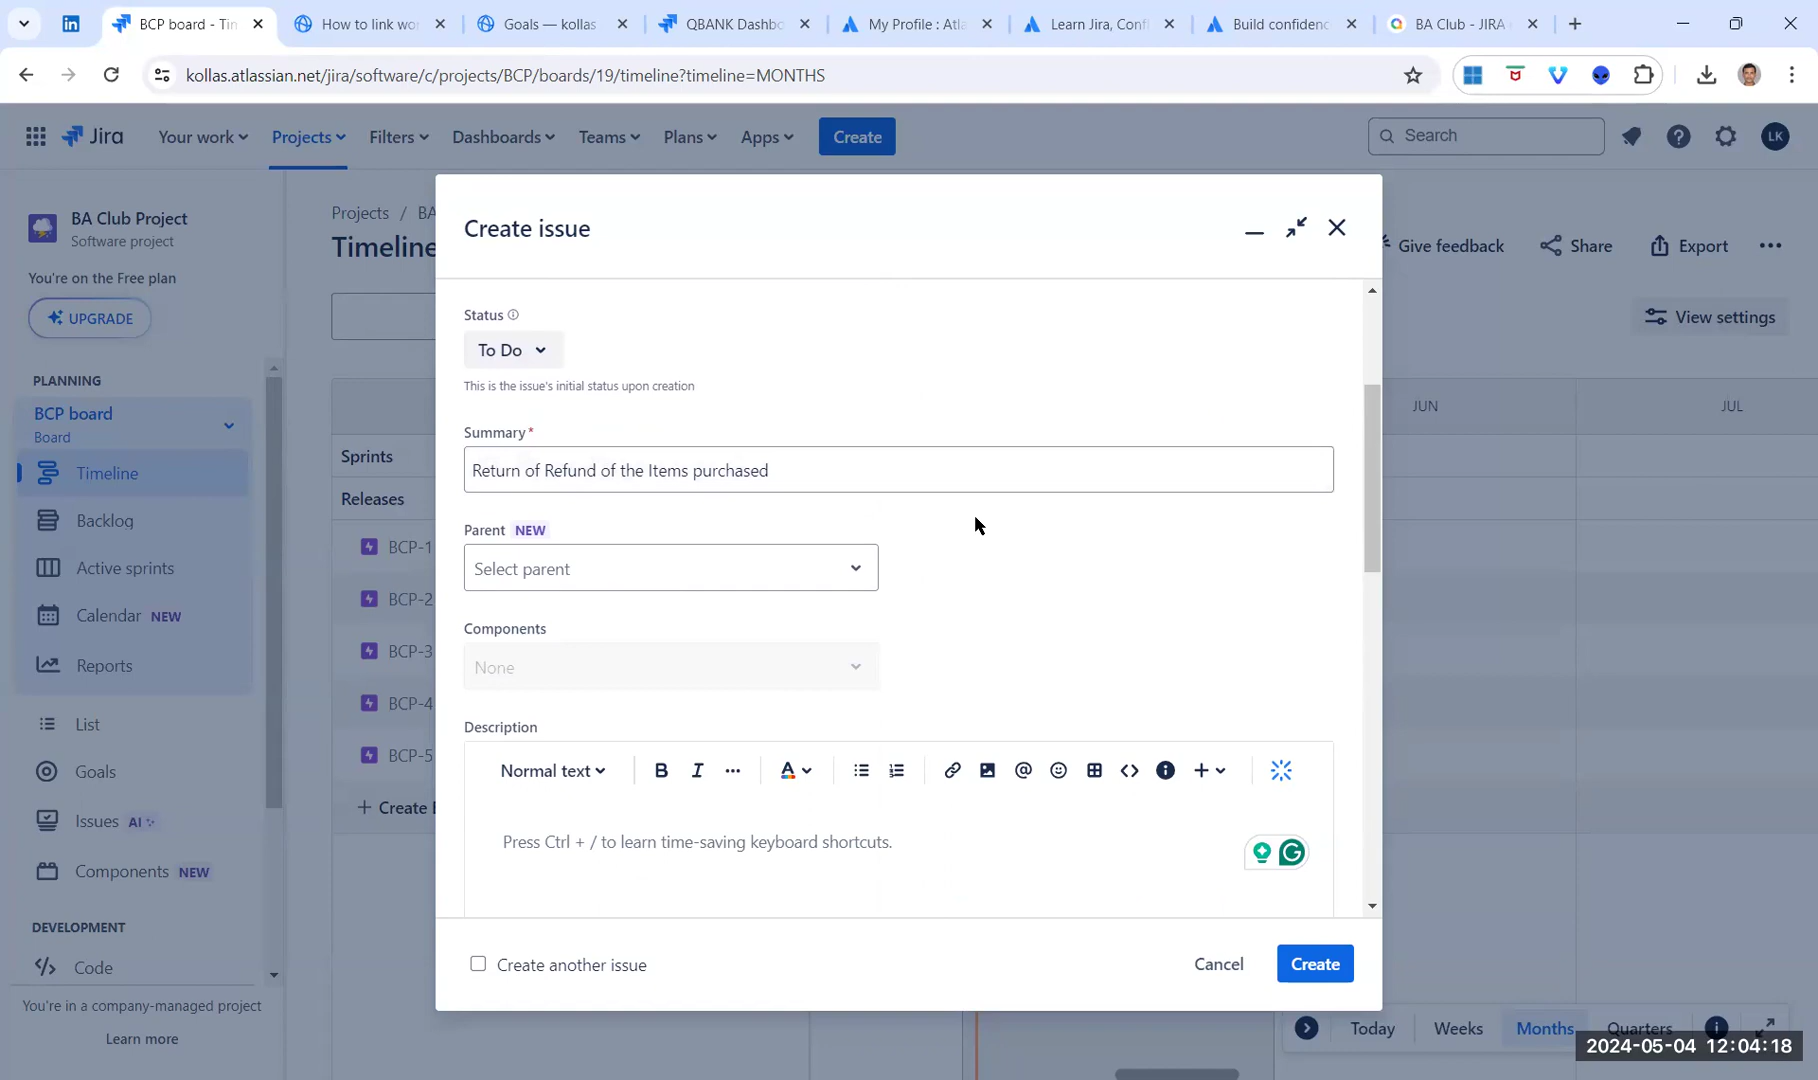 BCP board - Tim
How to link wor
Goals — kollas
QBANK Dashbo
My Profile : Atla
Learn Jira, Confl
Build confidenc
BA Club - JIRA
kollas.atlassian.net/jira/software/c/projects/BCP/boards/19/timeline?timeline=MONTHS
Jira
Your work
Projects
Filters
Dashboards
Teams
Plans
Apps
Create
Search
LK
BA Club Project
Software project
You're on the Free plan
UPGRADE
PLANNING
BCP board
Board
Timeline
Backlog
Active sprints
Calendar NEW
Reports
List
Goals
Issues AI
Components NEW
DEVELOPMENT
Code
You're in a company-managed project
Learn more
Projects / BA
Timeline
Give feedback
Share
Export
View settings
Sprints
Releases
BCP-1
BCP-2
BCP-3
BCP-4
BCP-5
+ Create E
JUN
JUL
Create issue
Status
To Do
This is the issue's initial status upon creation
Summary*
Return of Refund of the Items purchased
Parent NEW
Select parent
Components
None
Description
Normal text
Press Ctrl + / to learn time-saving keyboard shortcuts.
Create another issue
Cancel
Create
Today
Weeks
Months
Quarters
2024-05-04 12:04:18